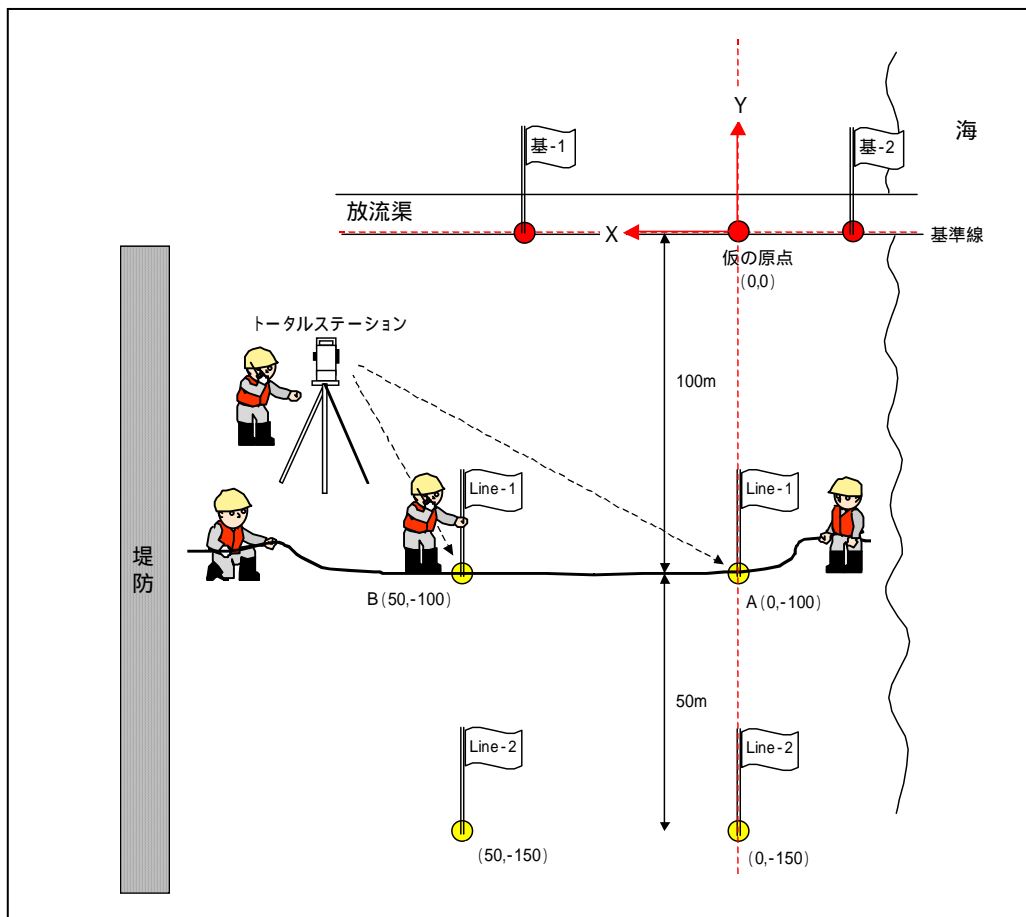 Y
海
基-1
基-2
放流渠
X
基準線
仮の原点
(0,0)
トータルステーション
100m
Line-1
Line-1
堤防
B(50,-100)
A(0,-100)
50m
Line-2
Line-2
(50,-150)
(0,-150)